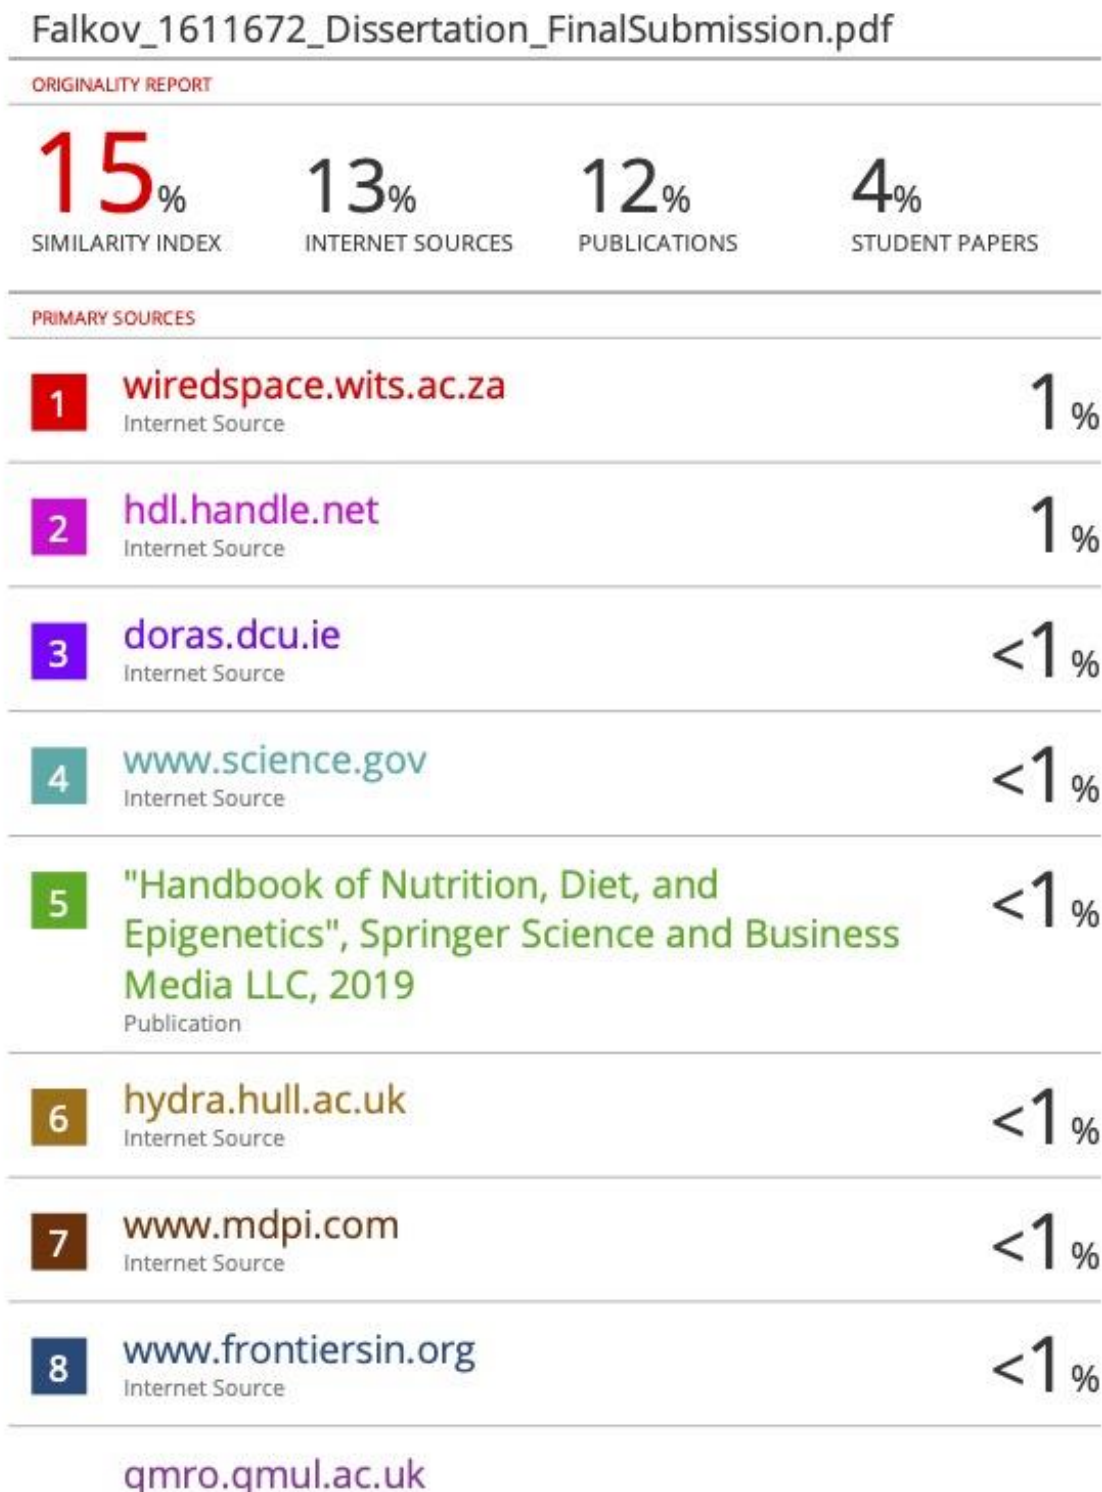 Falkov_1611672_Dissertation_FinalSubmission.pdf
ORIGINALITY REPORT
15% 13% 12% 4%
SIMILARITY INDEX INTERNET SOURCES PUBLICATIONS STUDENT PAPERS
PRIMARY SOURCES
1 wiredspace.wits.ac.za 1%
Internet Source
2 hdl.handle.net 1%
Internet Source
3 doras.dcu.ie <1%
Internet Source
4 www.science.gov <1%
Internet Source
5 "Handbook of Nutrition, Diet, and <1%
Epigenetics", Springer Science and Business
Media LLC, 2019
Publication
6 hydra.hull.ac.uk <1%
Internet Source
7 www.mdpi.com <1%
Internet Source
8 www.frontiersin.org <1%
Internet Source
qmro.qmul.ac.uk